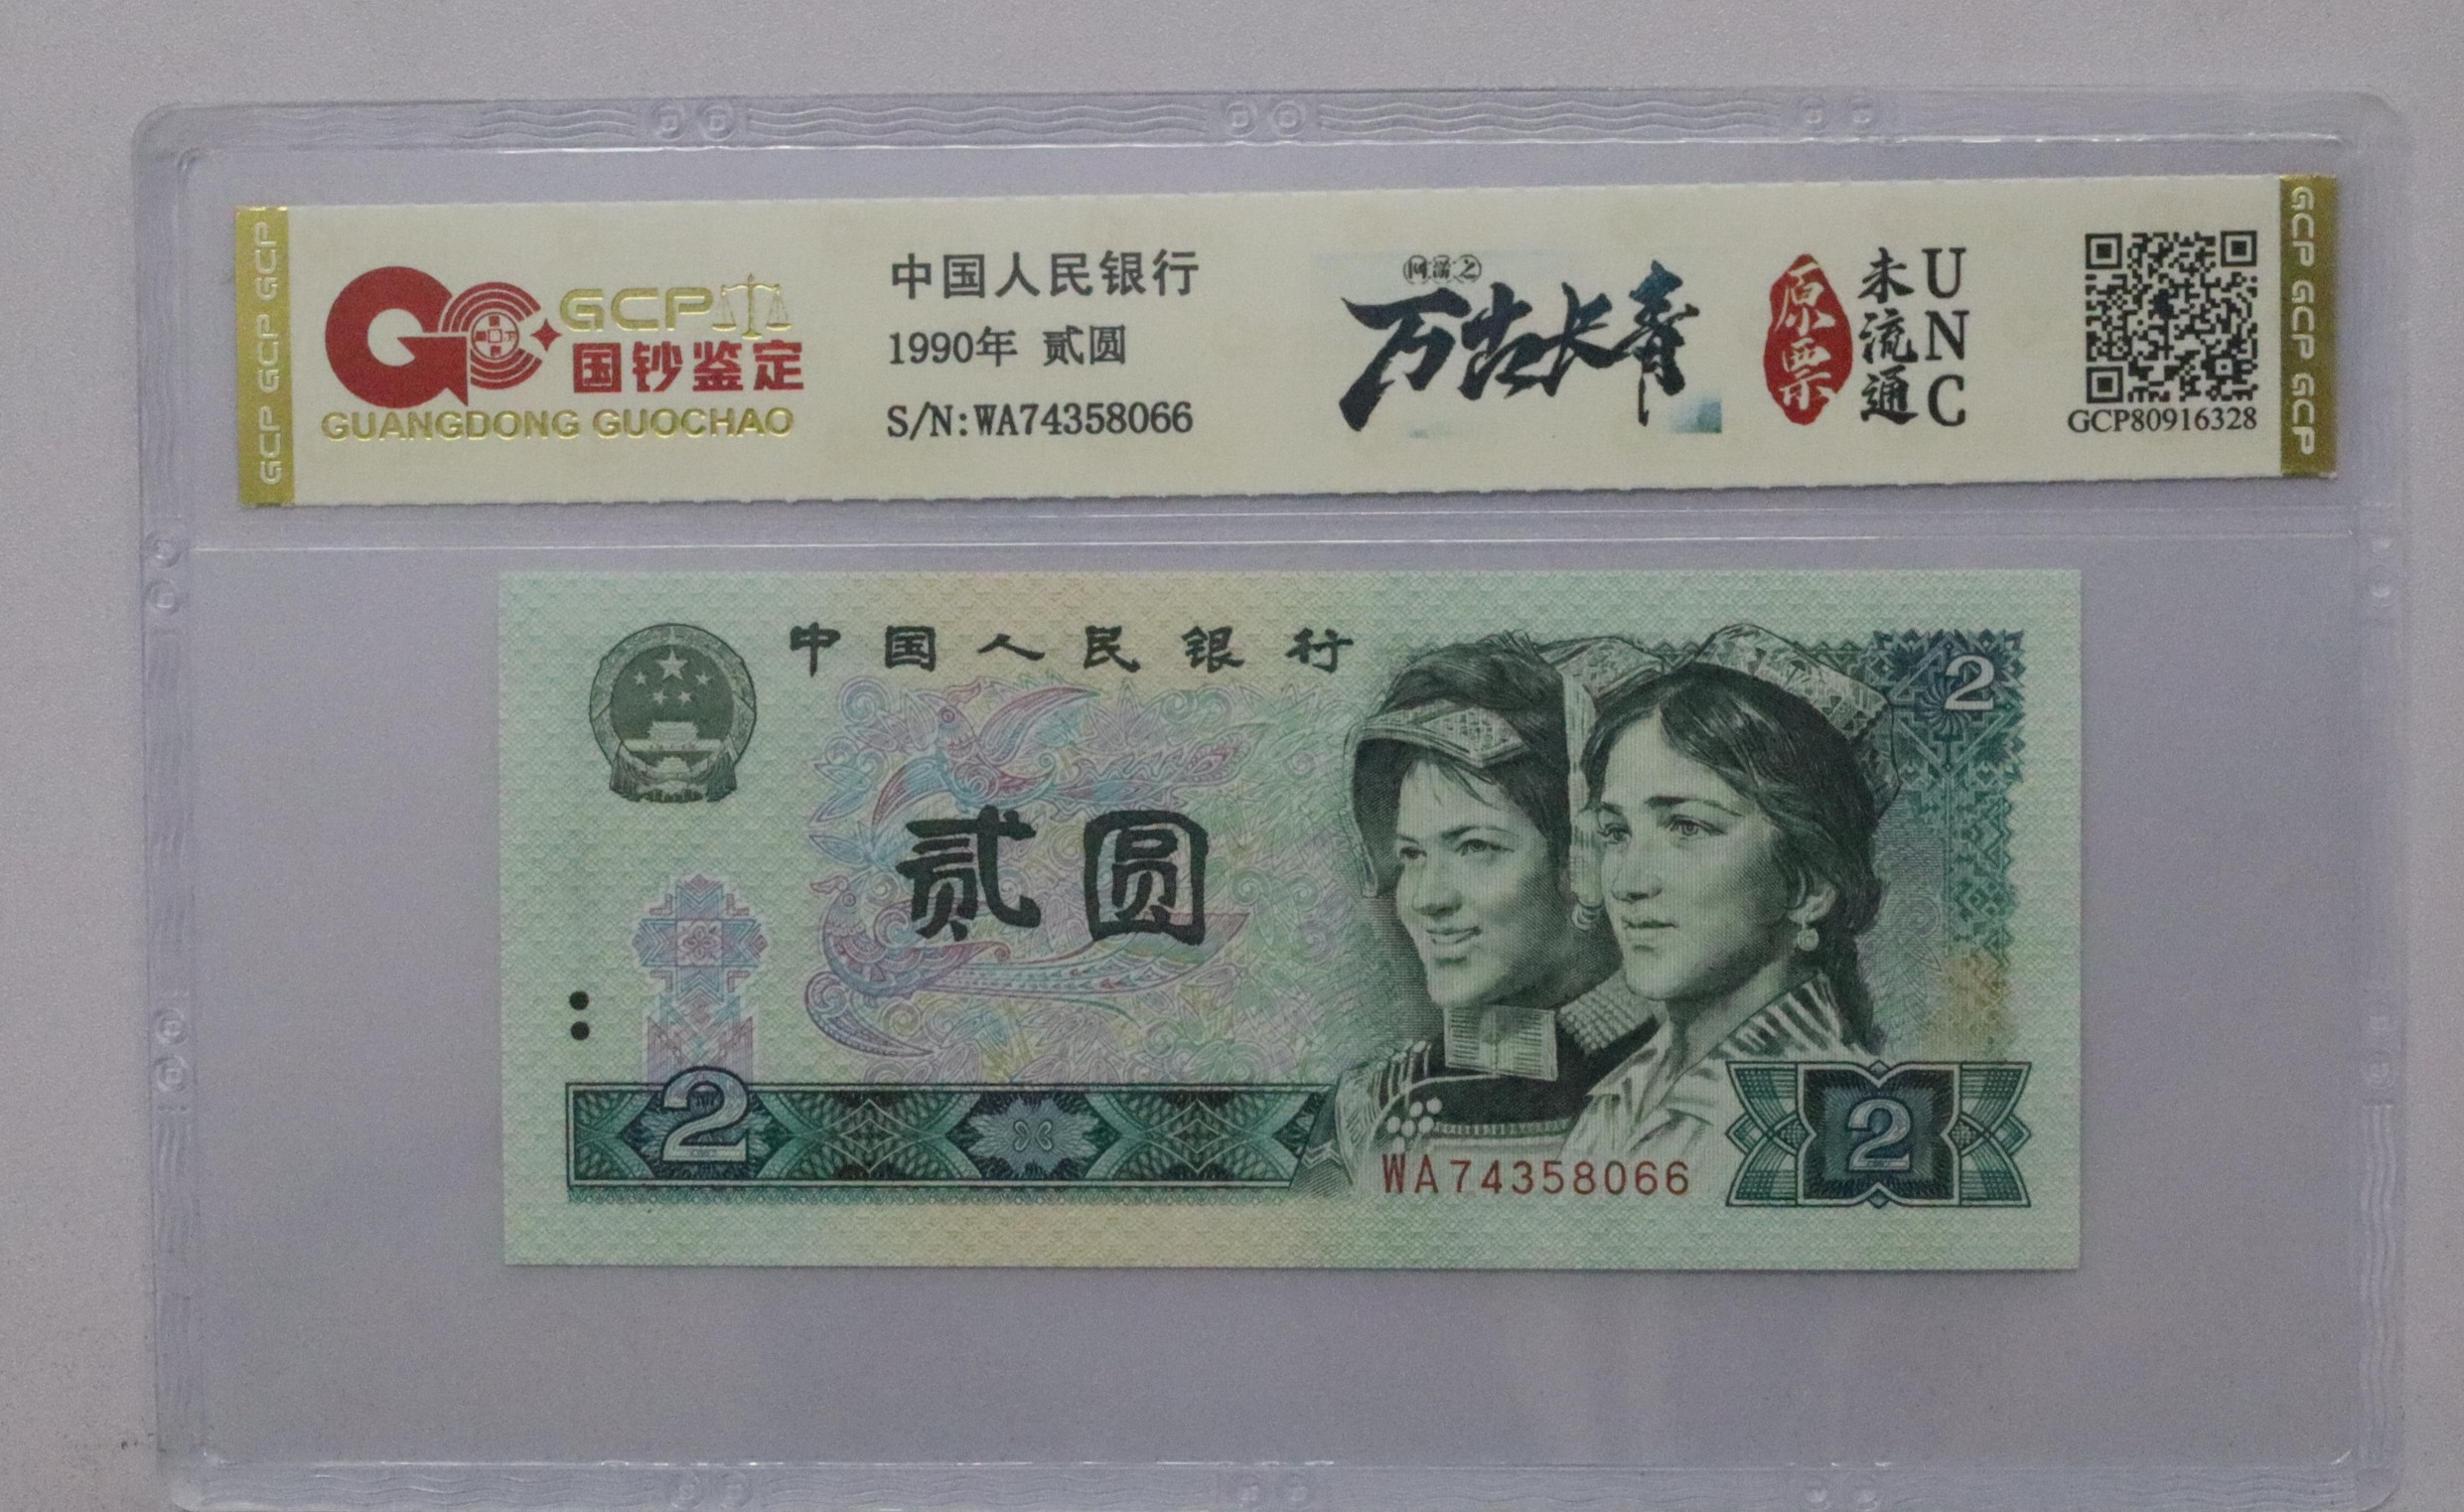 GCP GCP GCP
GCP
国钞鉴定
GUANGDONG GUOCHAO
中国人民银行
1990年 贰圆
S/N:WA74358066
万古长青
原票
未流通
UNC
GCP80916328
GCP GCP GCP
中国人民银行
2
贰圆
2
WA74358066
2